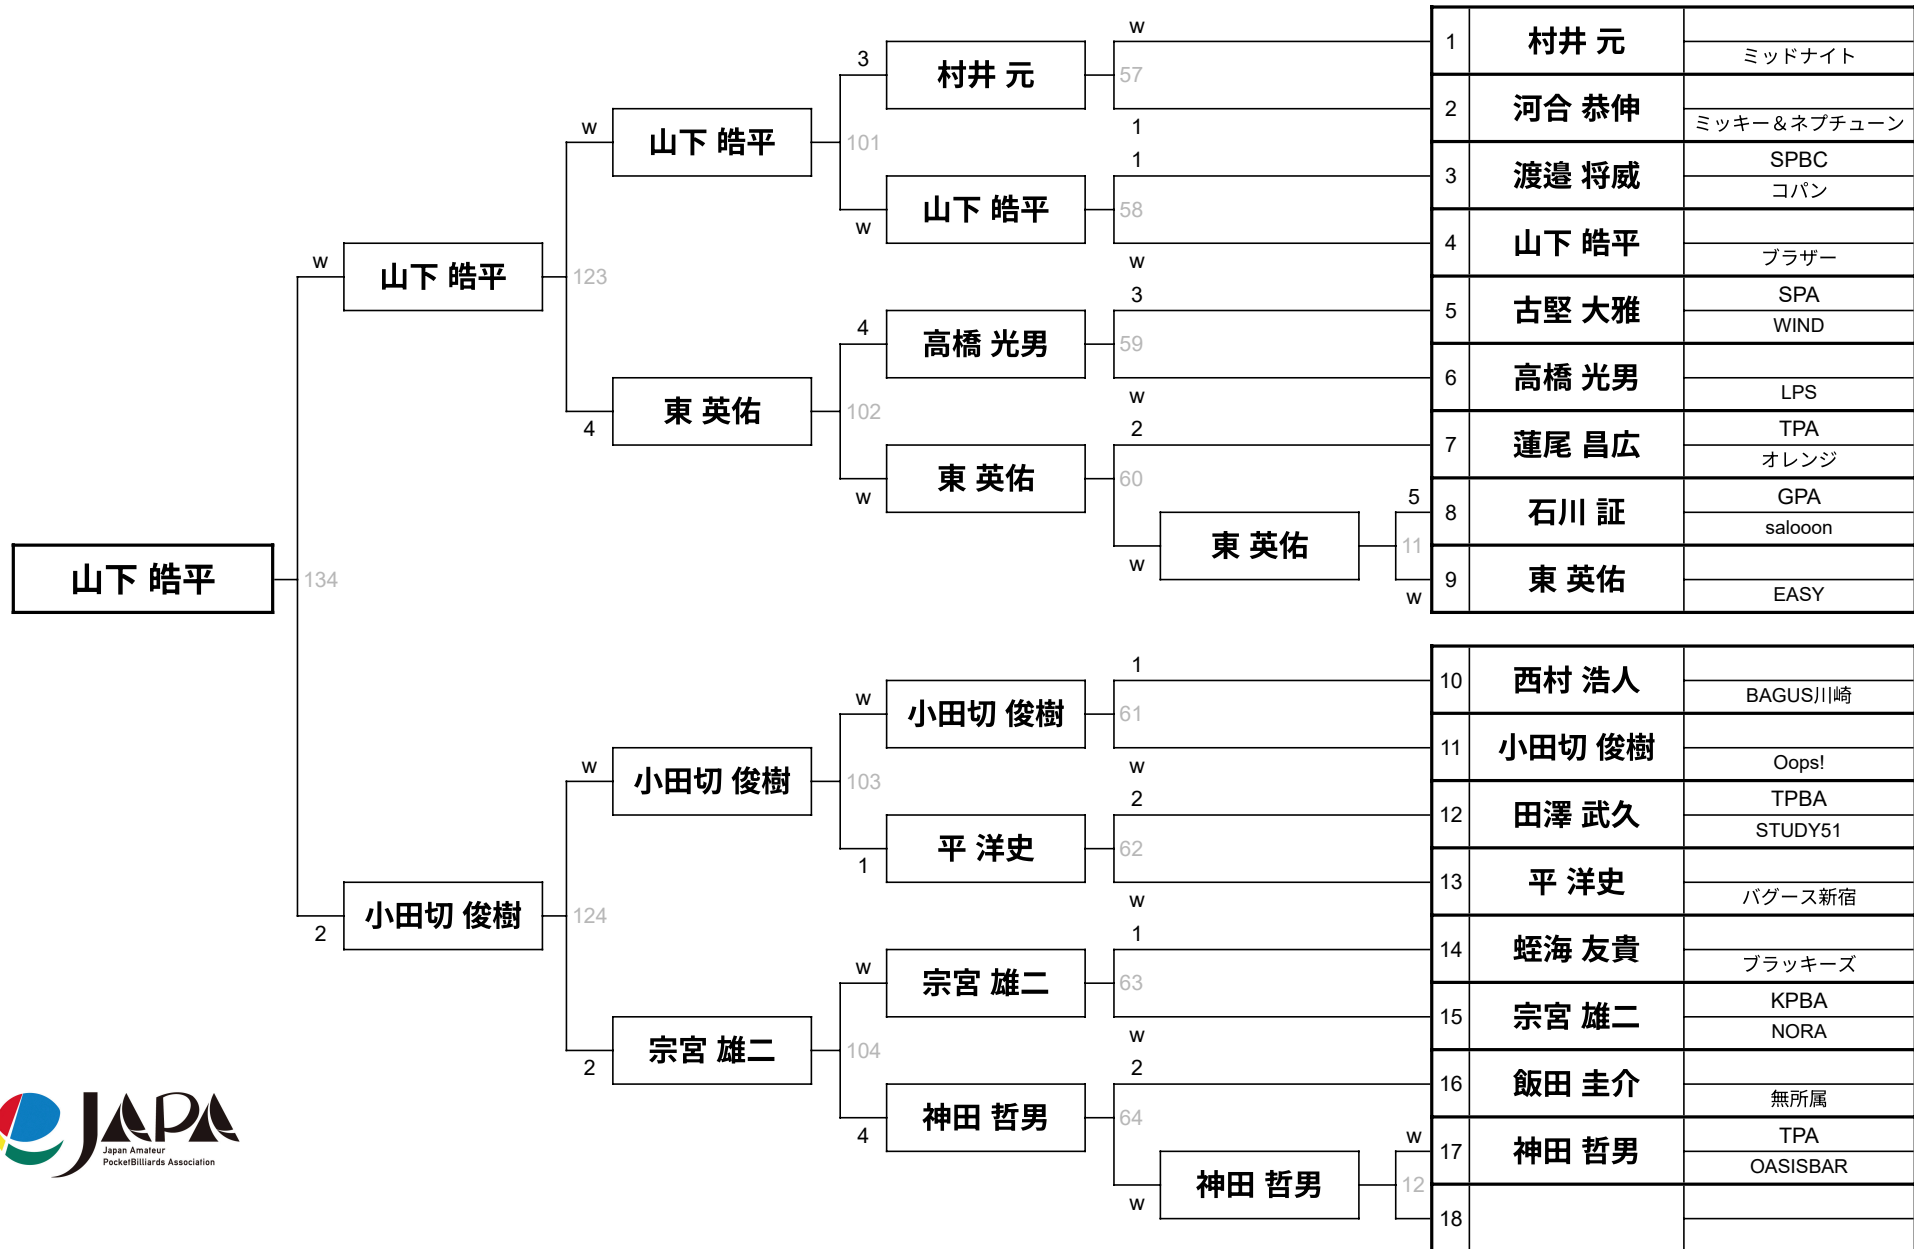 w
1
村井 元
ミッドナイト
3
村井 元
57
2
河合 恭伸
ミッキー＆ネプチューン
w
山下 皓平
101
1
1
3
渡邉 将威
SPBC
コパン
山下 皓平
58
w
4
山下 皓平
ブラザー
w
山下 皓平
123
w
3
5
古堅 大雅
SPA
WIND
4
高橋 光男
59
6
高橋 光男
LPS
4
東 英佑
102
w
2
7
蓮尾 昌広
TPA
オレンジ
w
東 英佑
60
5
8
石川 証
GPA
salooon
w
東 英佑
11
w
9
東 英佑
EASY
山下 皓平
134
1
10
西村 浩人
BAGUS川崎
w
小田切 俊樹
61
11
小田切 俊樹
Oops!
w
小田切 俊樹
103
w
2
12
田澤 武久
TPBA
STUDY51
1
平 洋史
62
13
平 洋史
バグース新宿
2
小田切 俊樹
124
w
1
14
蛭海 友貴
ブラッキーズ
w
宗宮 雄二
63
15
宗宮 雄二
KPBA
NORA
2
宗宮 雄二
104
w
2
16
飯田 圭介
無所属
4
神田 哲男
64
w
17
神田 哲男
TPA
OASISBAR
w
神田 哲男
12
18
JAPA
Japan Amateur
PocketBilliards Association